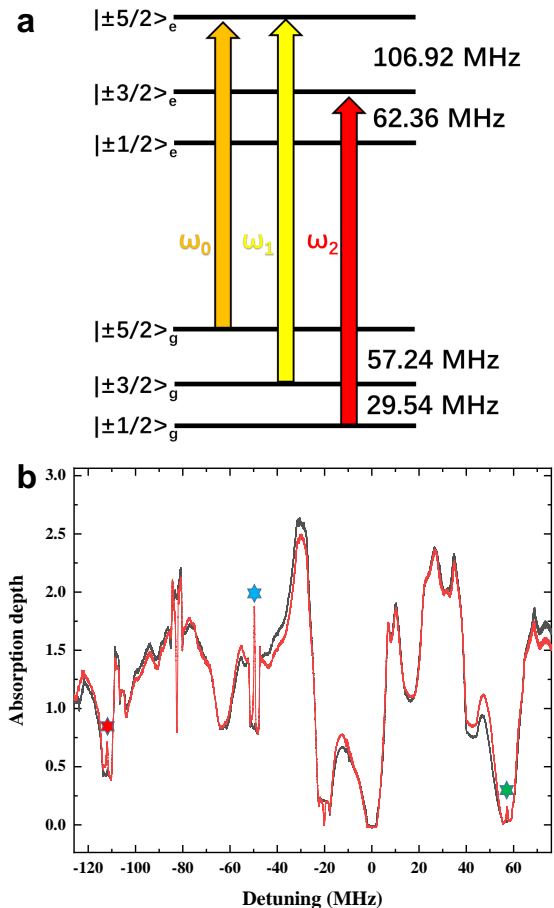 a
|±5/2>e
106.92 MHz
|±3/2>e
62.36 MHz
|±1/2>e
ω0
ω1
ω2
|±5/2>g
57.24 MHz
|±3/2>g
29.54 MHz
|±1/2>g
b
3.0
2.5
2.0
1.5
1.0
0.5
0.0
Absorption depth
-120 -100 -80 -60 -40 -20 0 20 40 60
Detuning (MHz)